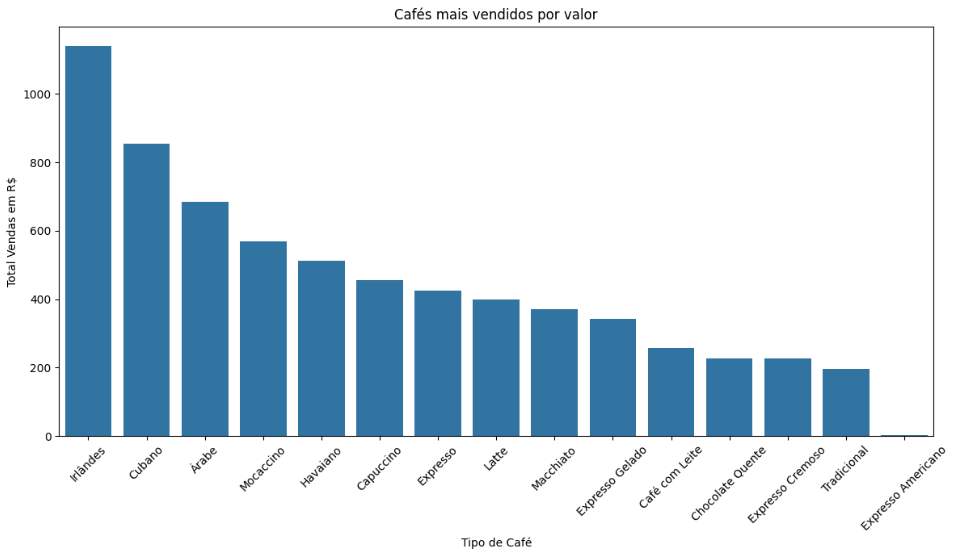 Cafés mais vendidos por valor
Total Vendas em R$
1000
800
600
400
200
0
Irlândes
Cubano
Árabe
Mocaccino
Havaiano
Capuccino
Expresso
Latte
Macchiato
Expresso Gelado
Café com Leite
Chocolate Quente
Expresso Cremoso
Tradicional
Expresso Americano
Tipo de Café